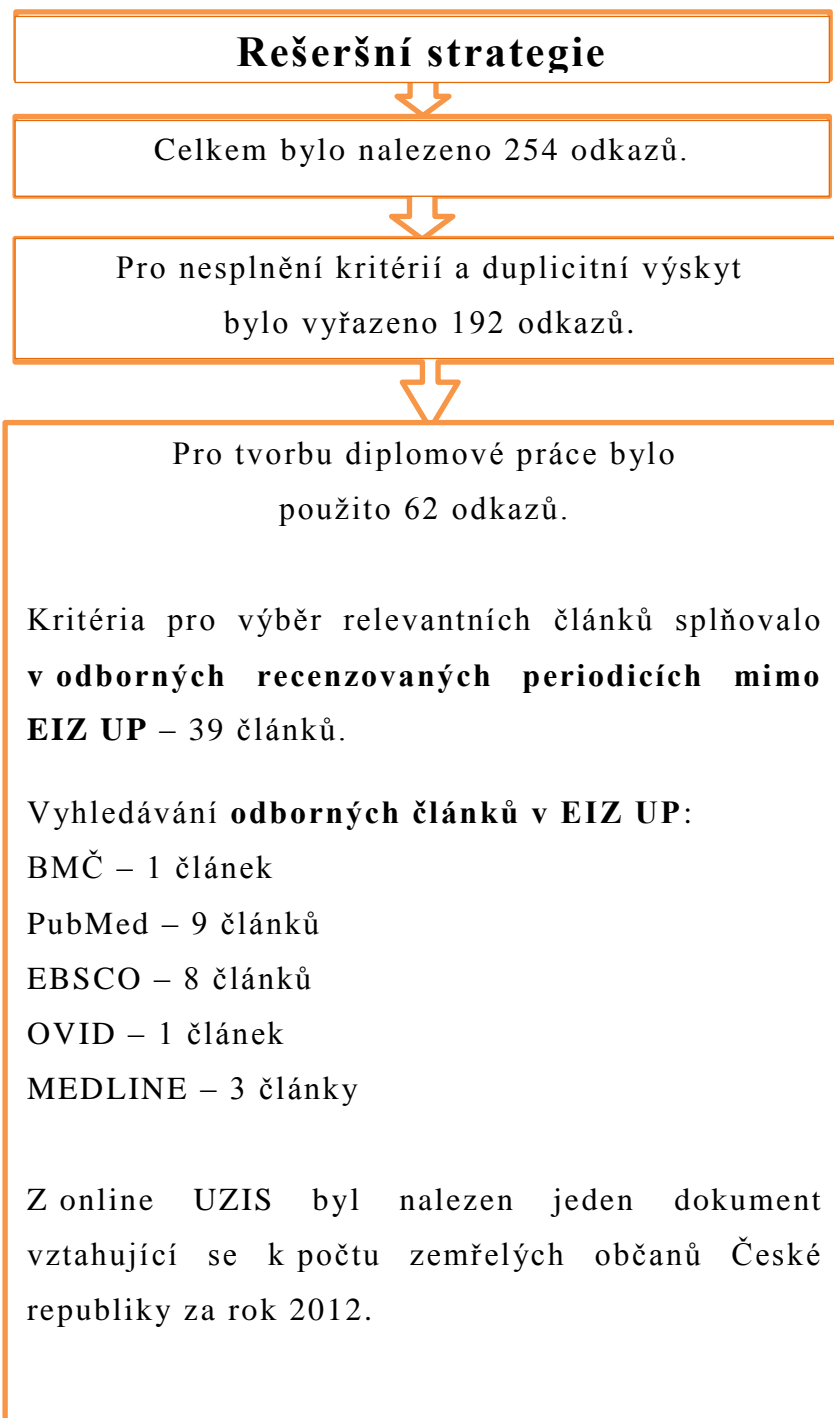 Rešeršní strategie
Celkem bylo nalezeno 254 odkazů.
Pro nesplnění kritérií a duplicitní výskyt
bylo vyřazeno 192 odkazů.
Pro tvorbu diplomové práce bylo
použito 62 odkazů.
Kritéria pro výběr relevantních článků splňovalo
v odborných recenzovaných periodicích mimo
EIZ UP – 39 článků.
Vyhledávání odborných článků v EIZ UP:
BMČ – 1 článek
PubMed – 9 článků
EBSCO – 8 článků
OVID – 1 článek
MEDLINE – 3 články
Z online UZIS byl nalezen jeden dokument
vztahující se k počtu zemřelých občanů České
republiky za rok 2012.